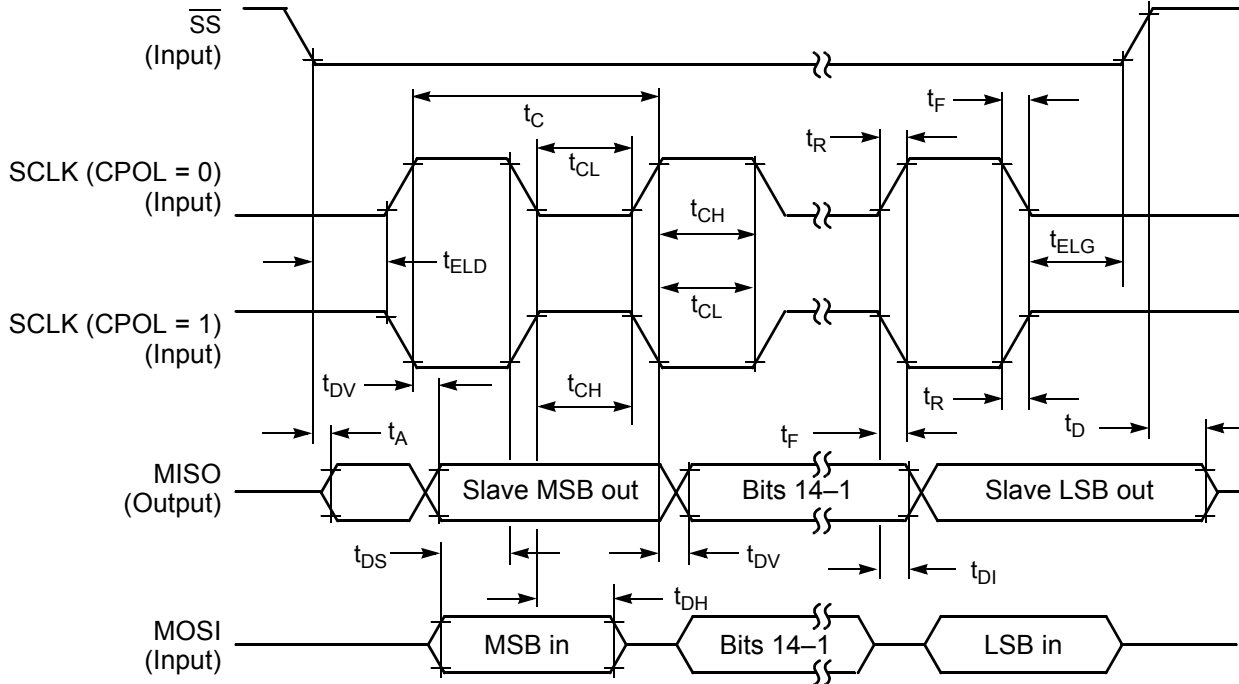 SS
(Input)
tC
tF
tR
SCLK (CPOL = 0)
(Input)
tCL
tCH
tELD
tELG
SCLK (CPOL = 1)
(Input)
tCL
tDV
tCH
tR
tA
tF
tD
MISO
(Output)
Slave MSB out
Bits 14–1
Slave LSB out
tDS
tDV
tDI
tDH
MOSI
(Input)
MSB in
Bits 14–1
LSB in